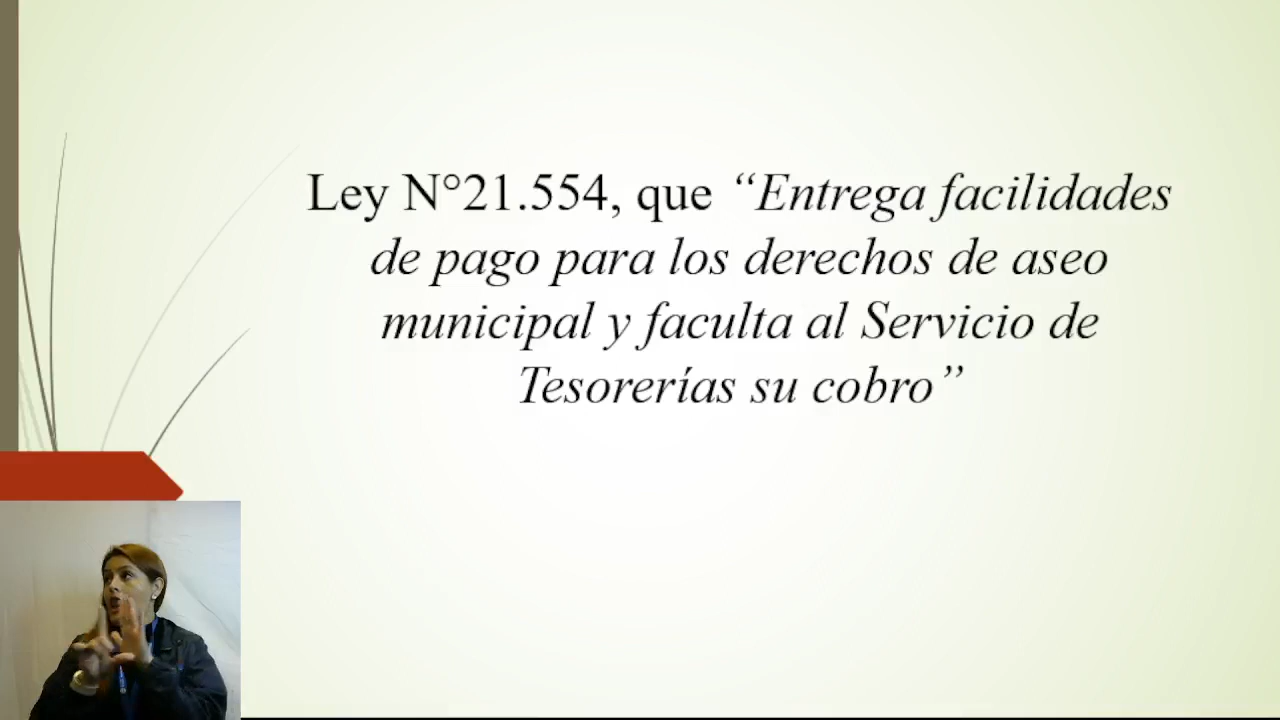 Ley N°21.554, que “Entrega facilidades
de pago para los derechos de aseo
municipal y faculta al Servicio de
Tesorerías su cobro”